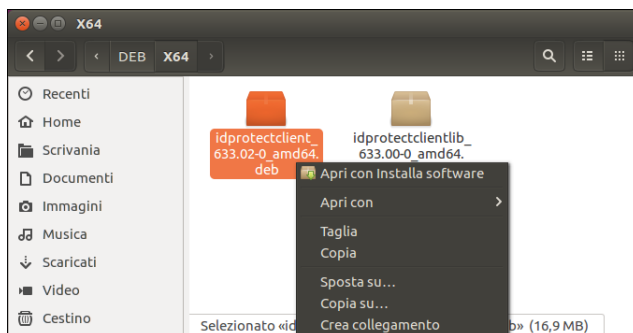 X64
DEB X64
Recenti
Home
Scrivania
Documenti
Immagini
Musica
Scaricati
Video
Cestino
idprotectclient_
633.02-0_amd64.
deb
idprotectclientlib_
633.00-0_amd64.
Apri con Installa software
Apri con
Taglia
Copia
Sposta su…
Copia su…
Crea collegamento
Selezionato «id
b» (16,9 MB)